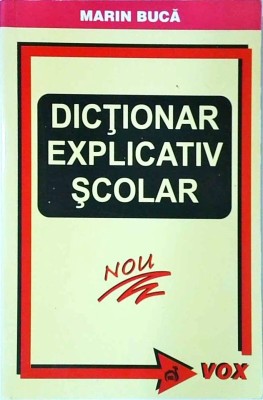 MARIN BUCĂ
DICŢIONAR
EXPLICATIV
ŞCOLAR
NOU
VOX